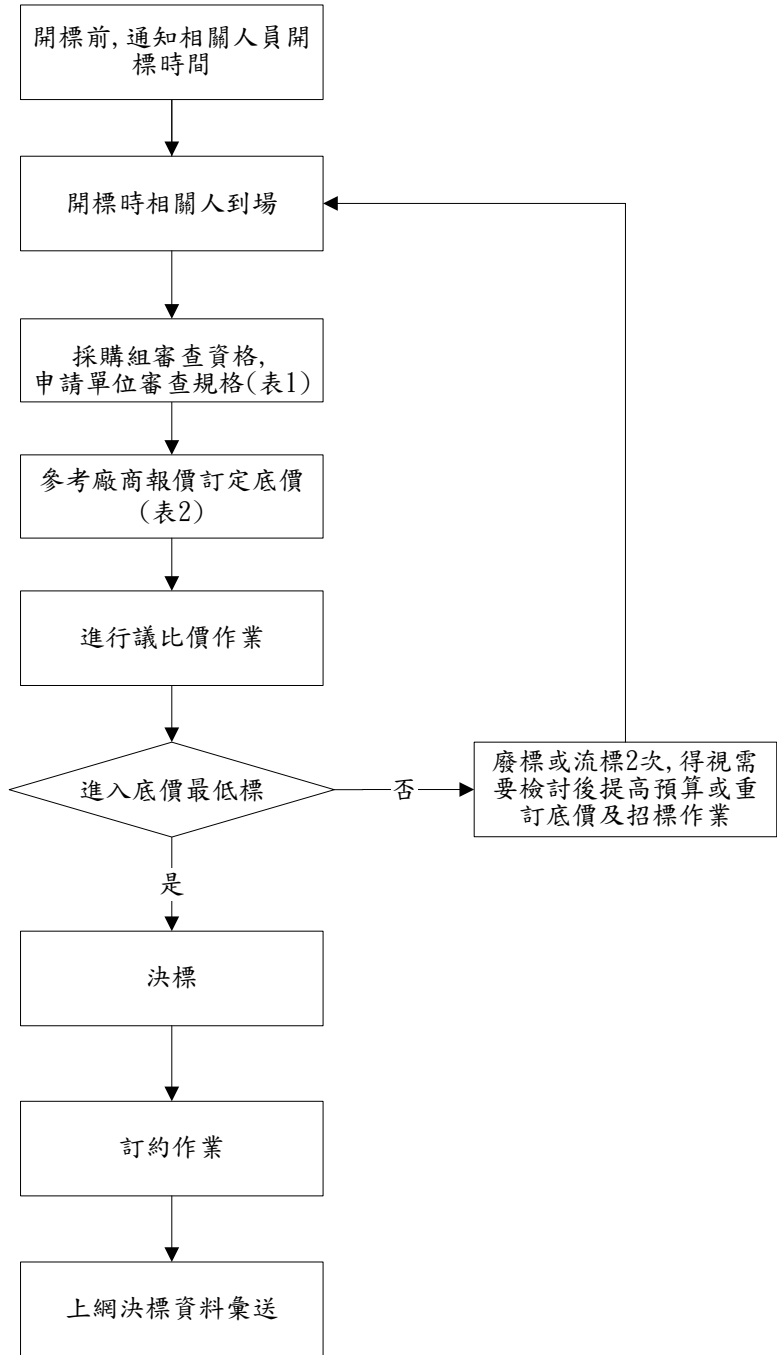 開標前,通知相關人員開
標時間
開標時相關人到場
採購組審查資格,
申請單位審查規格(表1)
參考廠商報價訂定底價
(表2)
進行議比價作業
進入底價最低標
否
廢標或流標2次,得視需
要檢討後提高預算或重
訂底價及招標作業
是
決標
訂約作業
上網決標資料彙送